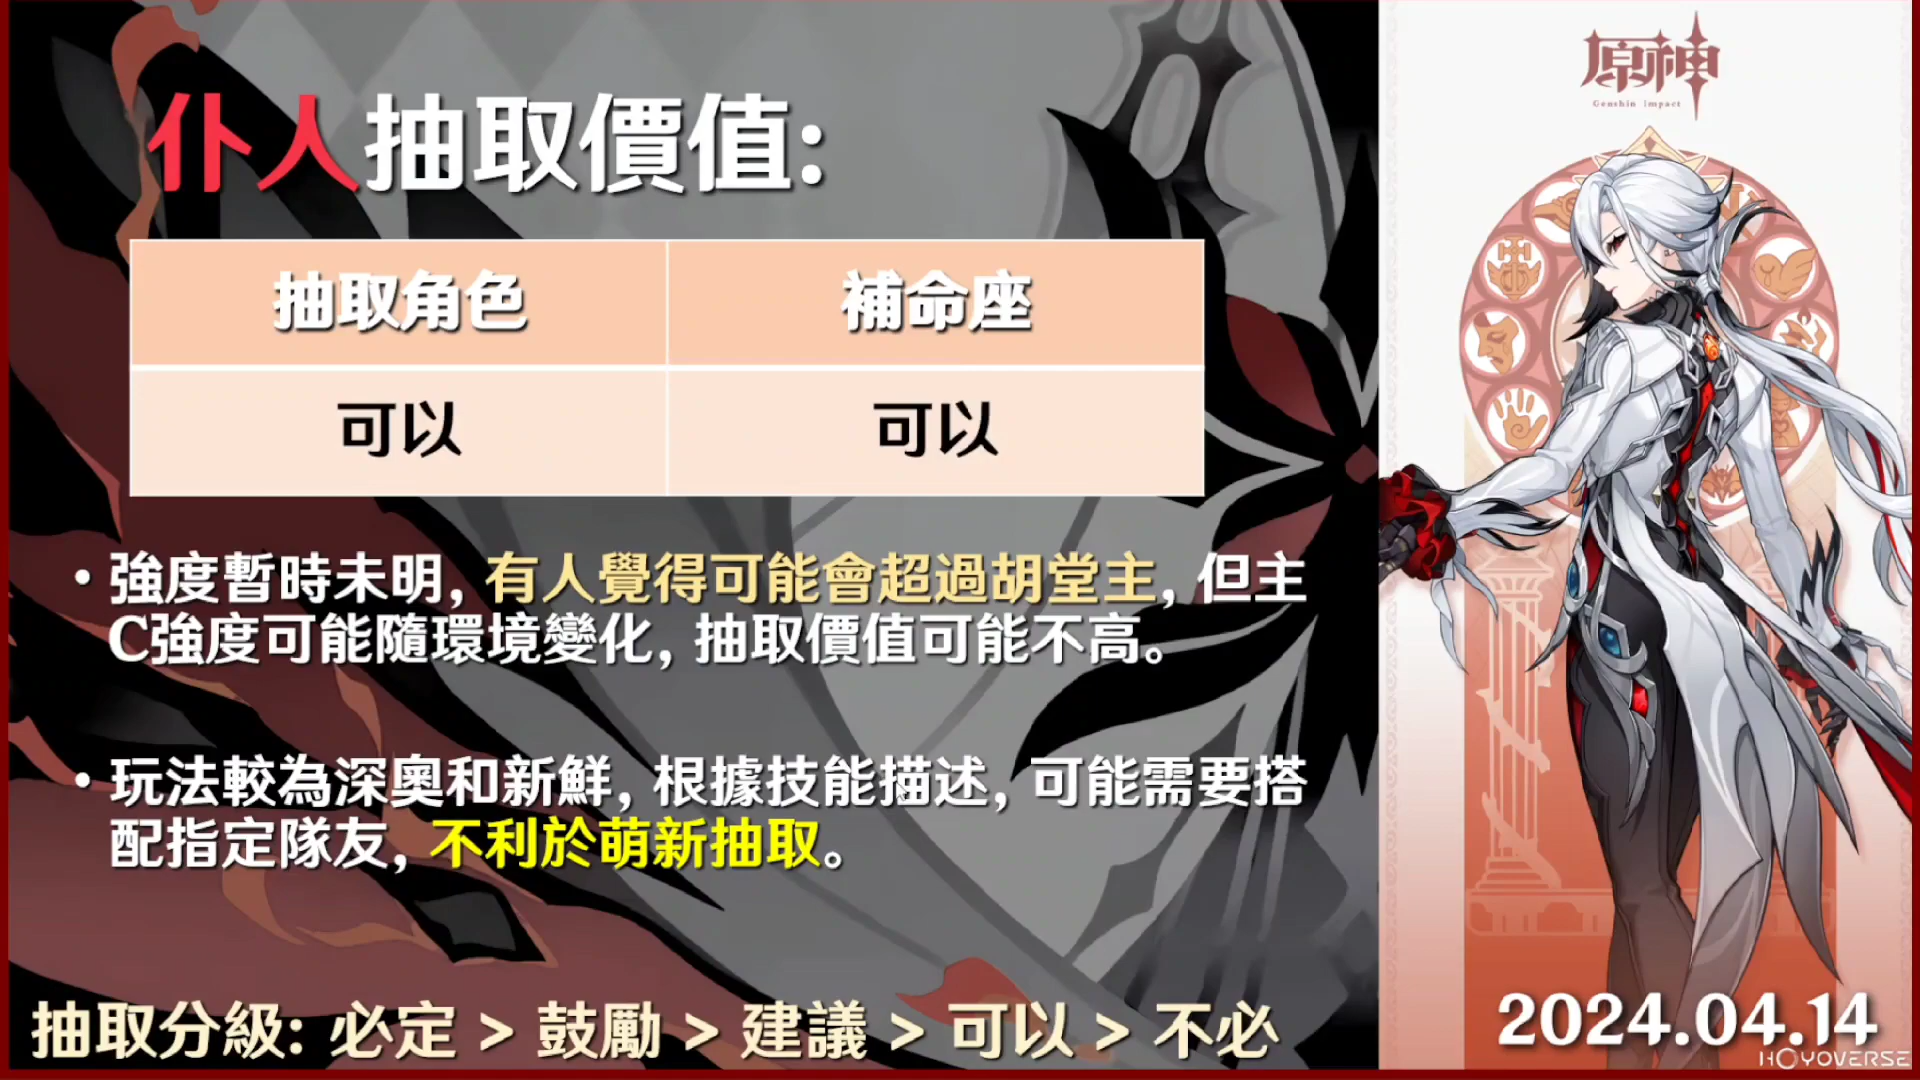 仆人抽取價值:
原神
Genshin Impact
抽取角色
補命座
可以
可以
• 強度暫時未明, 有人覺得可能會超過胡堂主, 但主
C強度可能隨環境變化, 抽取價值可能不高。
• 玩法較為深奧和新鮮, 根據技能描述, 可能需要搭
配指定隊友, 不利於萌新抽取。
抽取分級: 必定 > 鼓勵 > 建議 > 可以 > 不必
2024.04.14
HOYOVERSE